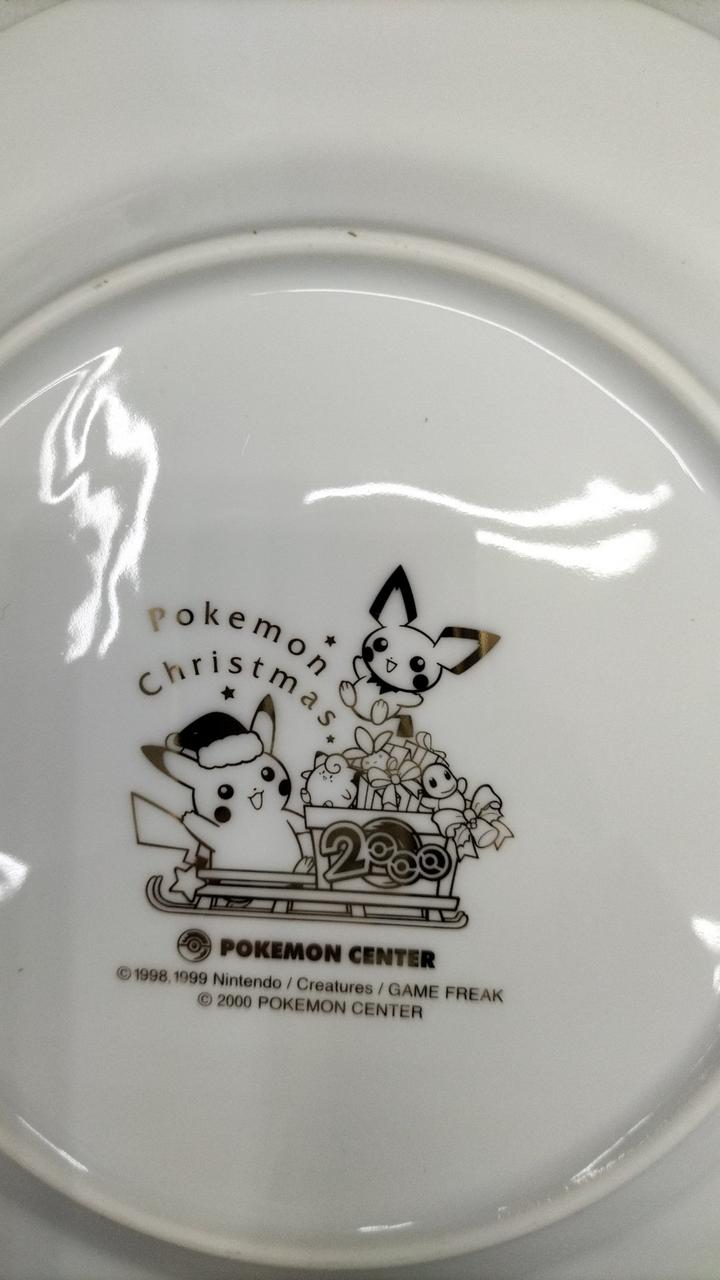 Pokemon
Christmas
2000
POKEMON CENTER
©1998,1999 Nintendo / Creatures / GAME FREAK
© 2000 POKEMON CENTER